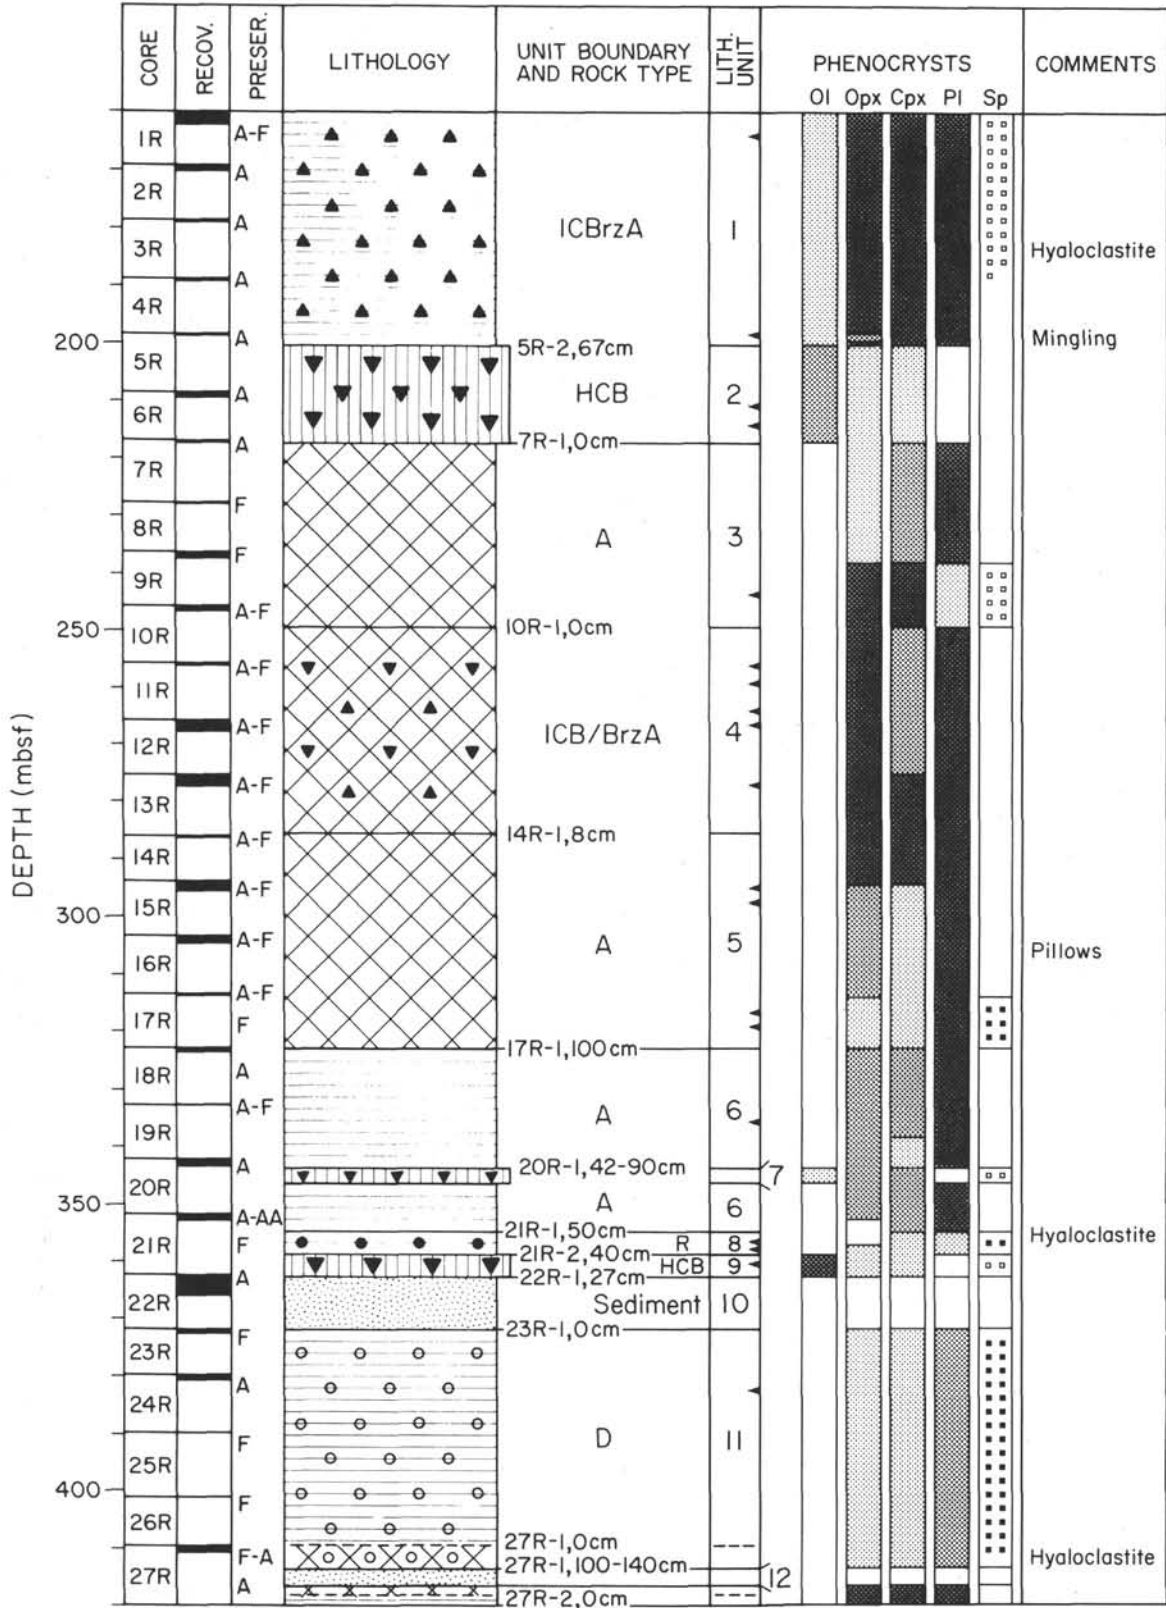 CORE
RECOV.
PRESER.
LITHOLOGY
UNIT BOUNDARY
AND ROCK TYPE
LITH.
UNIT
PHENOCRYSTS
Ol Opx Cpx Pl Sp
COMMENTS
DEPTH (mbsf)
200
250
300
350
400
1R
2R
3R
4R
5R
6R
7R
8R
9R
10R
11R
12R
13R
14R
15R
16R
17R
18R
19R
20R
21R
22R
23R
24R
25R
26R
27R
A-F
A
A
A
A
A
A
F
F
A-F
A-F
A-F
A-F
A-F
A-F
A-F
A-F
F
A
A-F
A
A-AA
F
A
F
A
F
F
F-A
A
ICBrzA
5R-2,67cm
HCB
7R-1,0cm
A
10R-1,0cm
ICB/BrzA
14R-1,8cm
A
17R-1,100cm
A
20R-1,42-90cm
A
21R-1,50cm
R
21R-2,40cm
HCB
22R-1,27cm
Sediment
23R-1,0cm
D
27R-1,0cm
27R-1,100-140cm
27R-2,0cm
1
2
3
4
5
6
7
6
8
9
10
11
12
Hyaloclastite
Mingling
Pillows
Hyaloclastite
Hyaloclastite